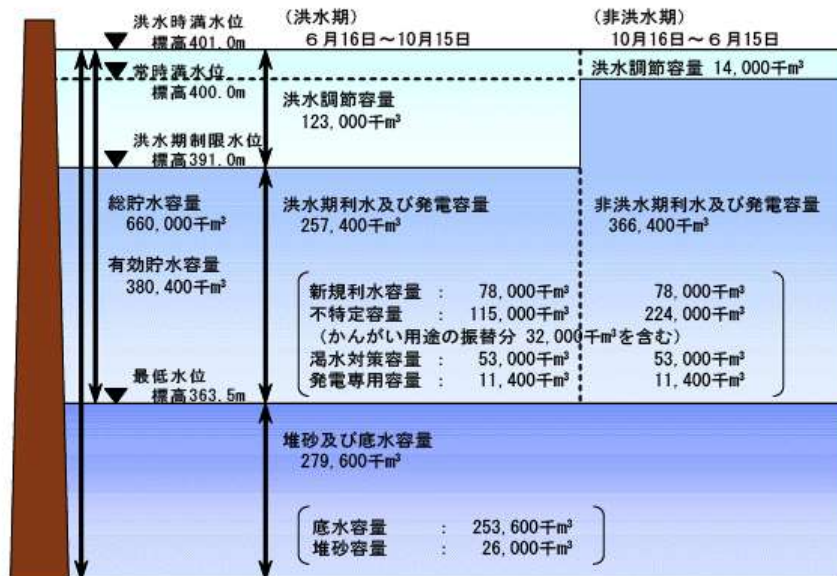 洪水時満水位
標高401.0m
(洪水期)
6月16日～10月15日
(非洪水期)
10月16日～6月15日
常時満水位
標高400.0m
洪水調節容量 14,000千m³
洪水調節容量
123,000千m³
洪水期制限水位
標高391.0m
総貯水容量
660,000千m³
洪水期利水及び発電容量
257,400千m³
非洪水期利水及び発電容量
366,400千m³
有効貯水容量
380,400千m³
新規利水容量 : 78,000千m³ 78,000千m³
不特定容量 : 115,000千m³ 224,000千m³
(かんがい用途の振替分 32,000千m³を含む)
渇水対策容量 : 53,000千m³ 53,000千m³
発電専用容量 : 11,400千m³ 11,400千m³
最低水位
標高363.5m
堆砂及び底水容量
279,600千m³
底水容量 : 253,600千m³
堆砂容量 : 26,000千m³